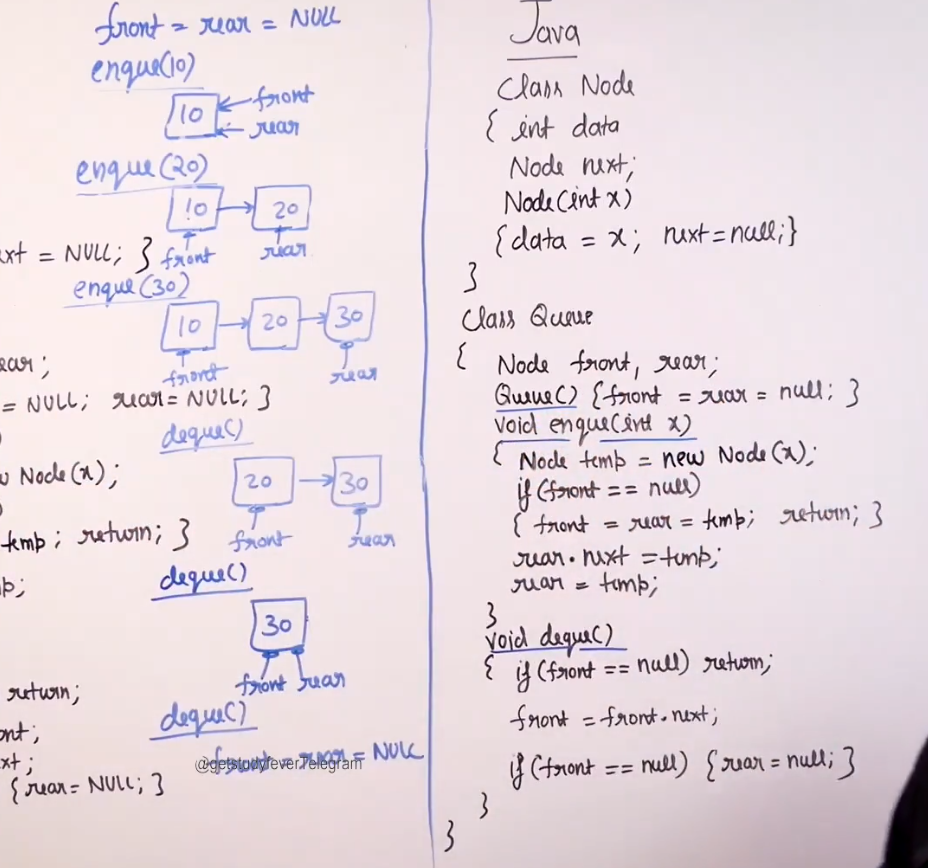 front = rear = NULL
enque(10)
10
front
rear
enque(20)
10 20
front rear
= NULL; }
enque(30)
10 20 30
front rear
= NULL; rear = NULL; }
deque()
Node(x);
20 30
front rear
temp; return; }
deque()
30
front rear
return;
deque()
front = rear = NULL
@getstudyfever.Telegram
{rear = NULL; }
Java
Class Node
{ int data
Node next;
Node(int x)
{data = x; next=null;}
}
Class Queue
{ Node front, rear;
Queue() {front = rear = null; }
void enque(int x)
{ Node temp = new Node(x);
if (front == null)
{ front = rear = temp; return; }
rear.next = temp;
rear = temp;
}
void deque()
{ if (front == null) return;
front = front.next;
if (front == null) {rear = null; }
}
}